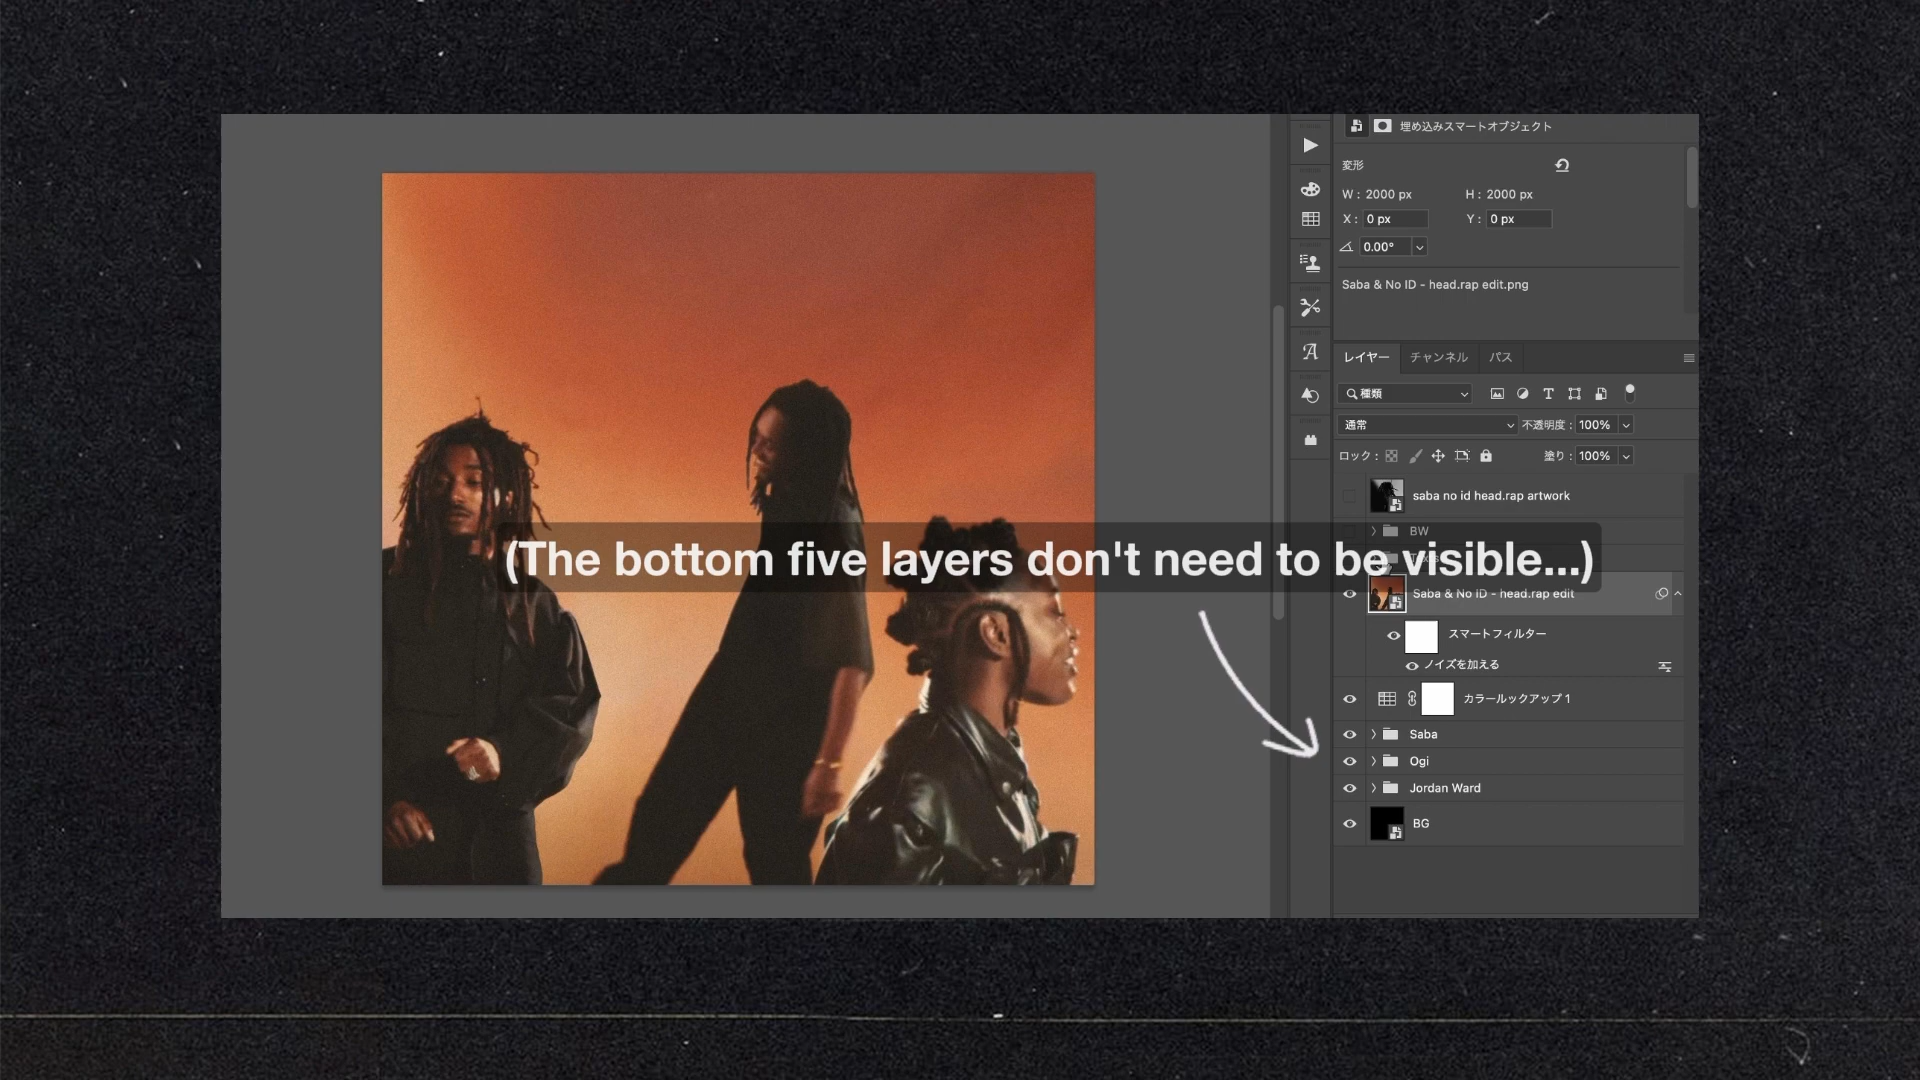 埋め込みスマートオブジェクト
変形
W : 2000 px H : 2000 px
X : 0 px Y : 0 px
0.00°
Saba & No ID - head.rap edit.png
レイヤー チャンネル パス
種類
通常 不透明度 : 100%
ロック : 塗り : 100%
saba no id head.rap artwork
BW
(The bottom five layers don't need to be visible...)
Saba & No ID - head.rap edit
スマートフィルター
ノイズを加える
カラールックアップ 1
Saba
Ogi
Jordan Ward
BG